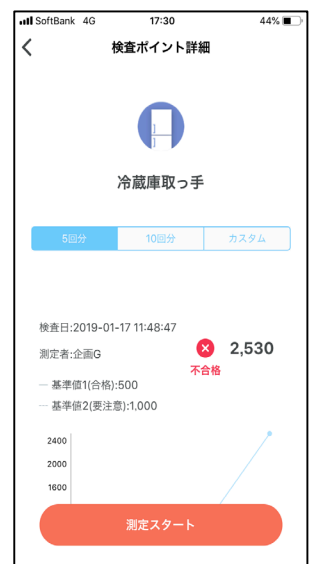 SoftBank 4G 17:30 44%
検査ポイント詳細
冷蔵庫取っ手
5回分 10回分 カスタム
検査日:2019-01-17 11:48:47
測定者:企画G
2,530
不合格
基準値1(合格):500
基準値2(要注意):1,000
2400
2000
1600
測定スタート